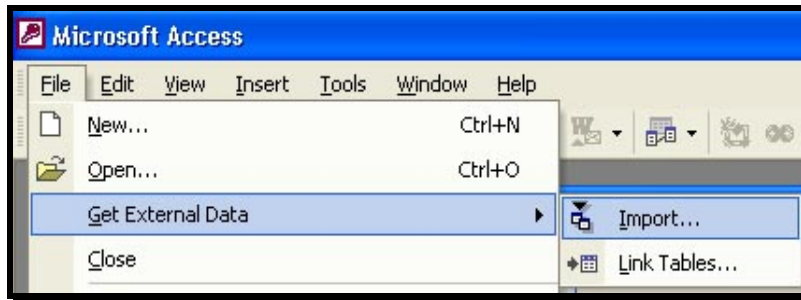 Microsoft Access
File Edit View Insert Tools Window Help
New... Ctrl+N
Open... Ctrl+O
Get External Data
Import...
Close
Link Tables...